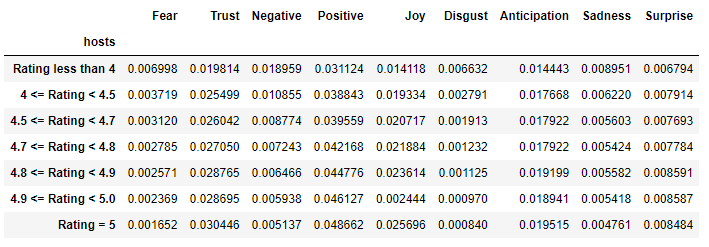 Fear Trust Negative Positive Joy Disgust Anticipation Sadness Surprise
hosts
Rating less than 4 0.006998 0.019814 0.018959 0.031124 0.014118 0.006632 0.014443 0.008951 0.006794
4 <= Rating < 4.5 0.003719 0.025499 0.010855 0.038843 0.019334 0.002791 0.017668 0.006220 0.007914
4.5 <= Rating < 4.7 0.003120 0.026042 0.008774 0.039559 0.020717 0.001913 0.017922 0.005603 0.007693
4.7 <= Rating < 4.8 0.002785 0.027050 0.007243 0.042168 0.021884 0.001232 0.017922 0.005424 0.007784
4.8 <= Rating < 4.9 0.002571 0.028765 0.006466 0.044776 0.023614 0.001125 0.019199 0.005582 0.008591
4.9 <= Rating < 5.0 0.002369 0.028695 0.005938 0.046127 0.002444 0.000970 0.018941 0.005418 0.008587
Rating = 5 0.001652 0.030446 0.005137 0.048662 0.025696 0.000840 0.019515 0.004761 0.008484